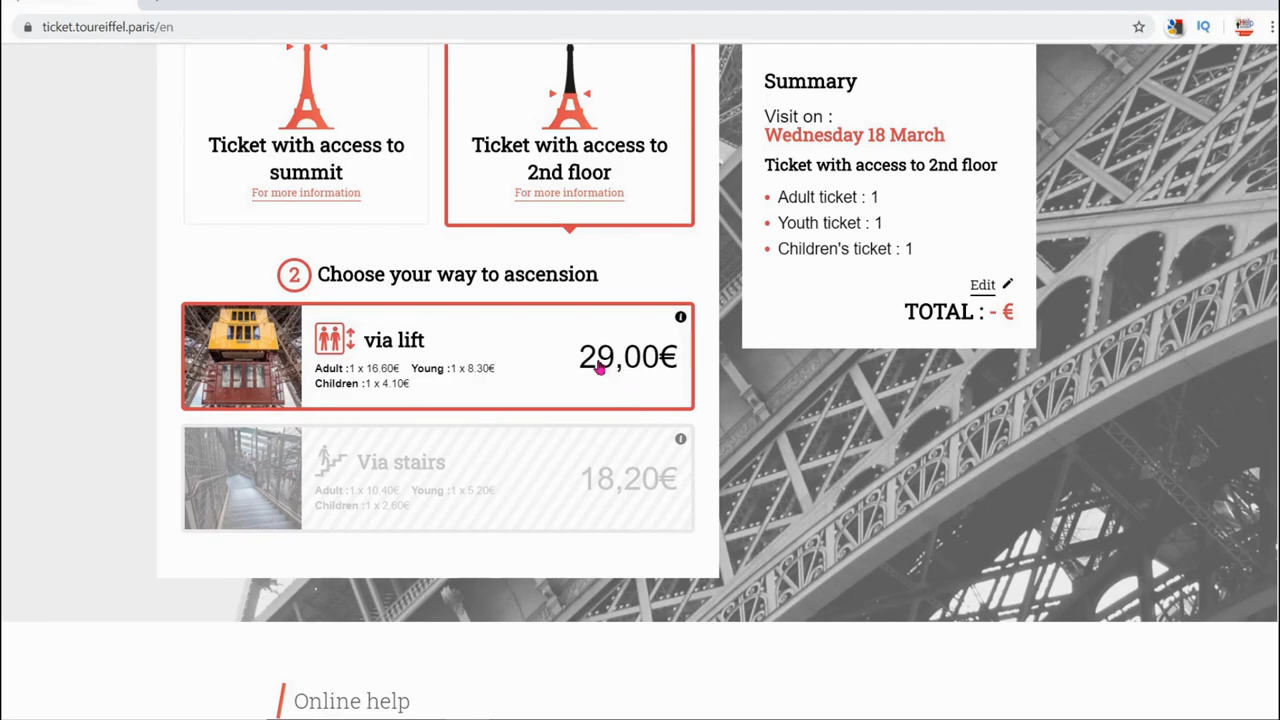 ticket.toureiffel.paris/en
IQ
Help
Ticket with access to
summit
For more information
Ticket with access to
2nd floor
For more information
2 Choose your way to ascension
via lift
Adult :1 x 16.60€ Young :1 x 8.30€
Children :1 x 4.10€
29,00€
Via stairs
Adult :1 x 10.40€ Young :1 x 5.20€
Children :1 x 2.60€
18,20€
Summary
Visit on :
Wednesday 18 March
Ticket with access to 2nd floor
• Adult ticket : 1
• Youth ticket : 1
• Children's ticket : 1
Edit
TOTAL : - €
Online help